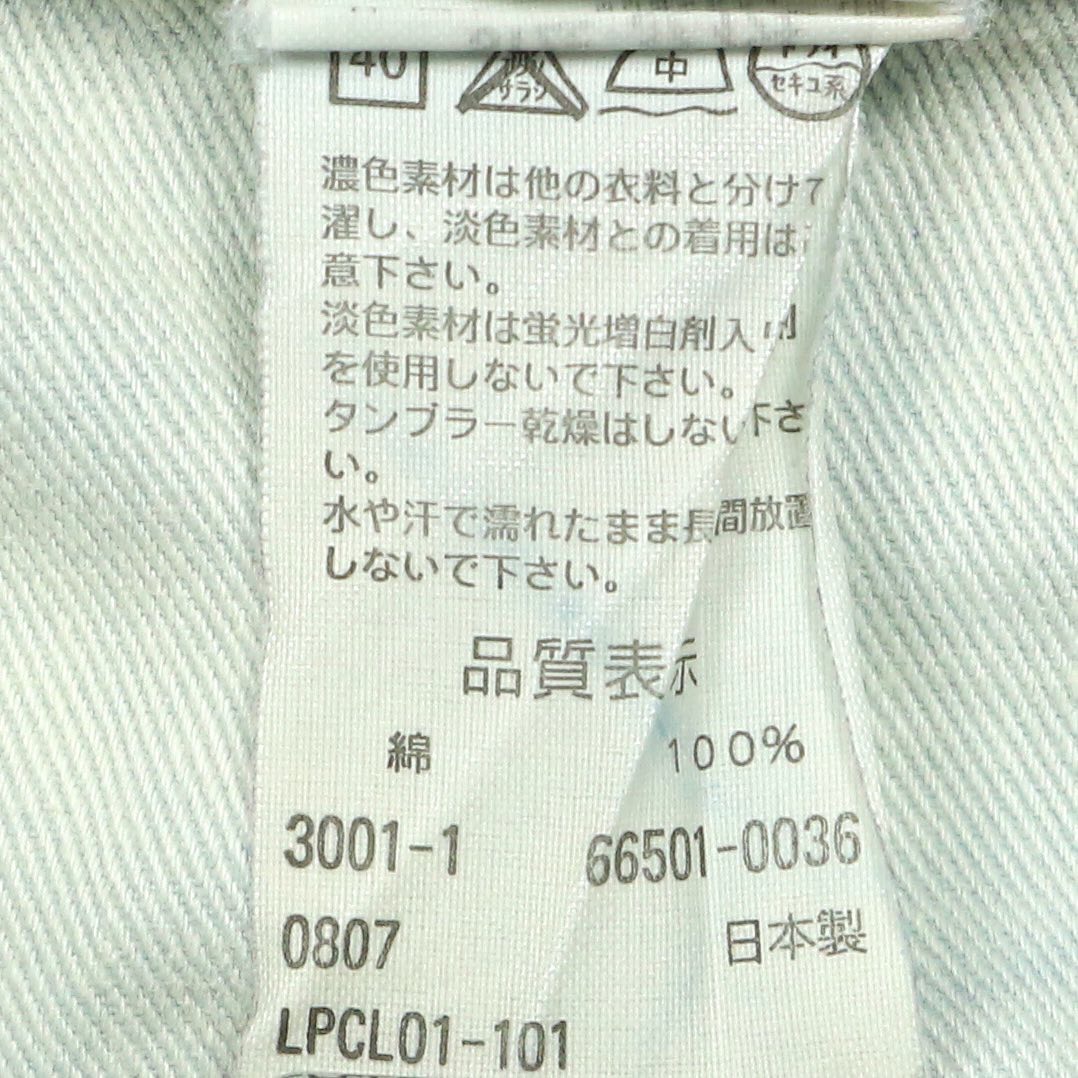 40
サラシ
中
セキユ系
濃色素材は他の衣料と分け
濯し、淡色素材との着用は
意下さい。
淡色素材は蛍光増白剤入り
を使用しないで下さい。
タンブラー乾燥はしない下さ
い。
水や汗で濡れたまま長間放置
しないで下さい。
品質表示
綿 100%
3001-1 66501-0036
0807 日本製
LPCL01-101